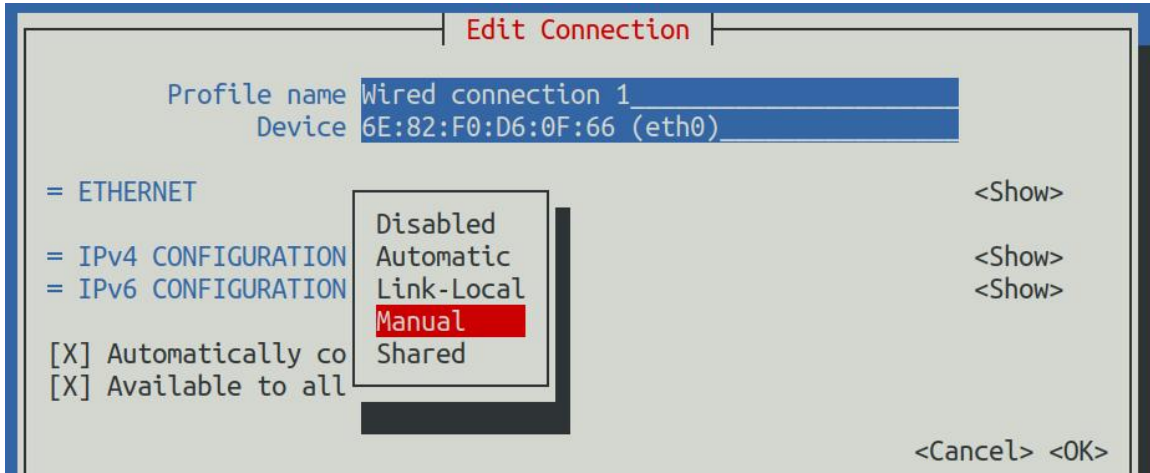 Edit Connection
Profile name Wired connection 1
Device 6E:82:F0:D6:0F:66 (eth0)
= ETHERNET <Show>
Disabled
= IPv4 CONFIGURATION Automatic <Show>
= IPv6 CONFIGURATION Link-Local <Show>
Manual
[X] Automatically co Shared
[X] Available to all
<Cancel> <OK>